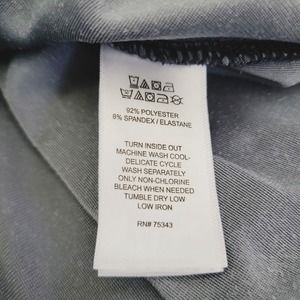 92% POLYESTER
8% SPANDEX / ELASTANE
TURN INSIDE OUT
MACHINE WASH COOL-
DELICATE CYCLE
WASH SEPARATELY
ONLY NON-CHLORINE
BLEACH WHEN NEEDED
TUMBLE DRY LOW
LOW IRON
RN# 75343